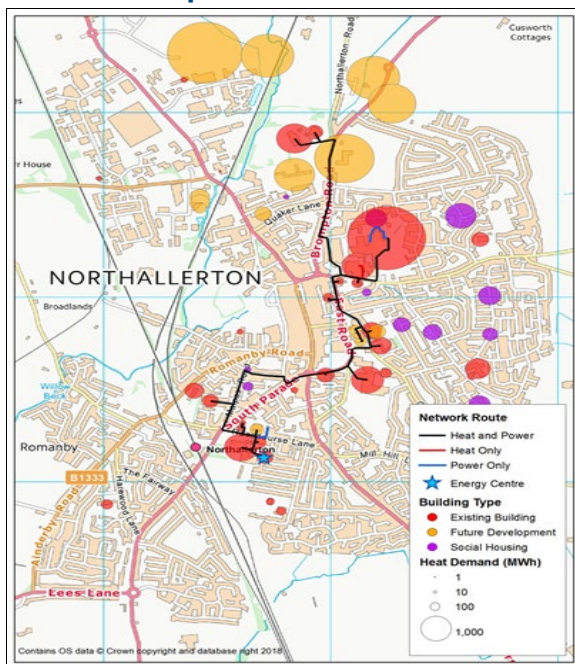 Cusworth
Cottages
Northallerton Road
House
Quaker Lane
Brompton Road
NORTHALLERTON
Broadlands
East Road
Romanby Road
Willow
Beck
South Parade
Romanby
Northallerton
urse Lane
Mill Hill
B1333
The Fairway
Harewood Lane
Ainderby Road
Lees Lane
Network Route
Heat and Power
Heat Only
Power Only
Energy Centre
Building Type
Existing Building
Future Development
Social Housing
Heat Demand (MWh)
1
10
100
1,000
Contains OS data © Crown copyright and database right 2018